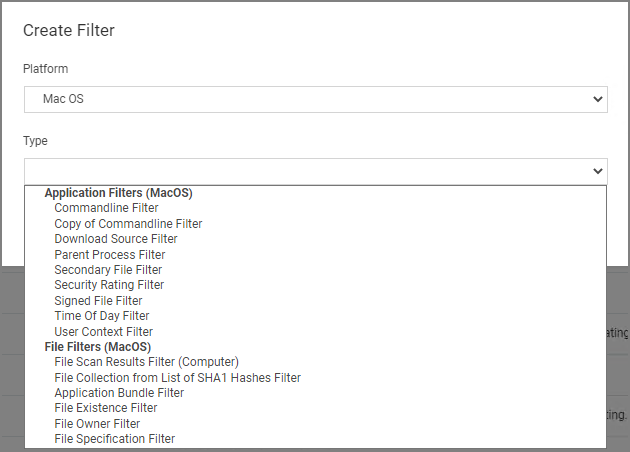 Create Filter
Platform
Mac OS
Type
Application Filters (MacOS)
Commandline Filter
Copy of Commandline Filter
Download Source Filter
Parent Process Filter
Secondary File Filter
Security Rating Filter
Signed File Filter
Time Of Day Filter
User Context Filter
File Filters (MacOS)
File Scan Results Filter (Computer)
File Collection from List of SHA1 Hashes Filter
Application Bundle Filter
File Existence Filter
File Owner Filter
File Specification Filter